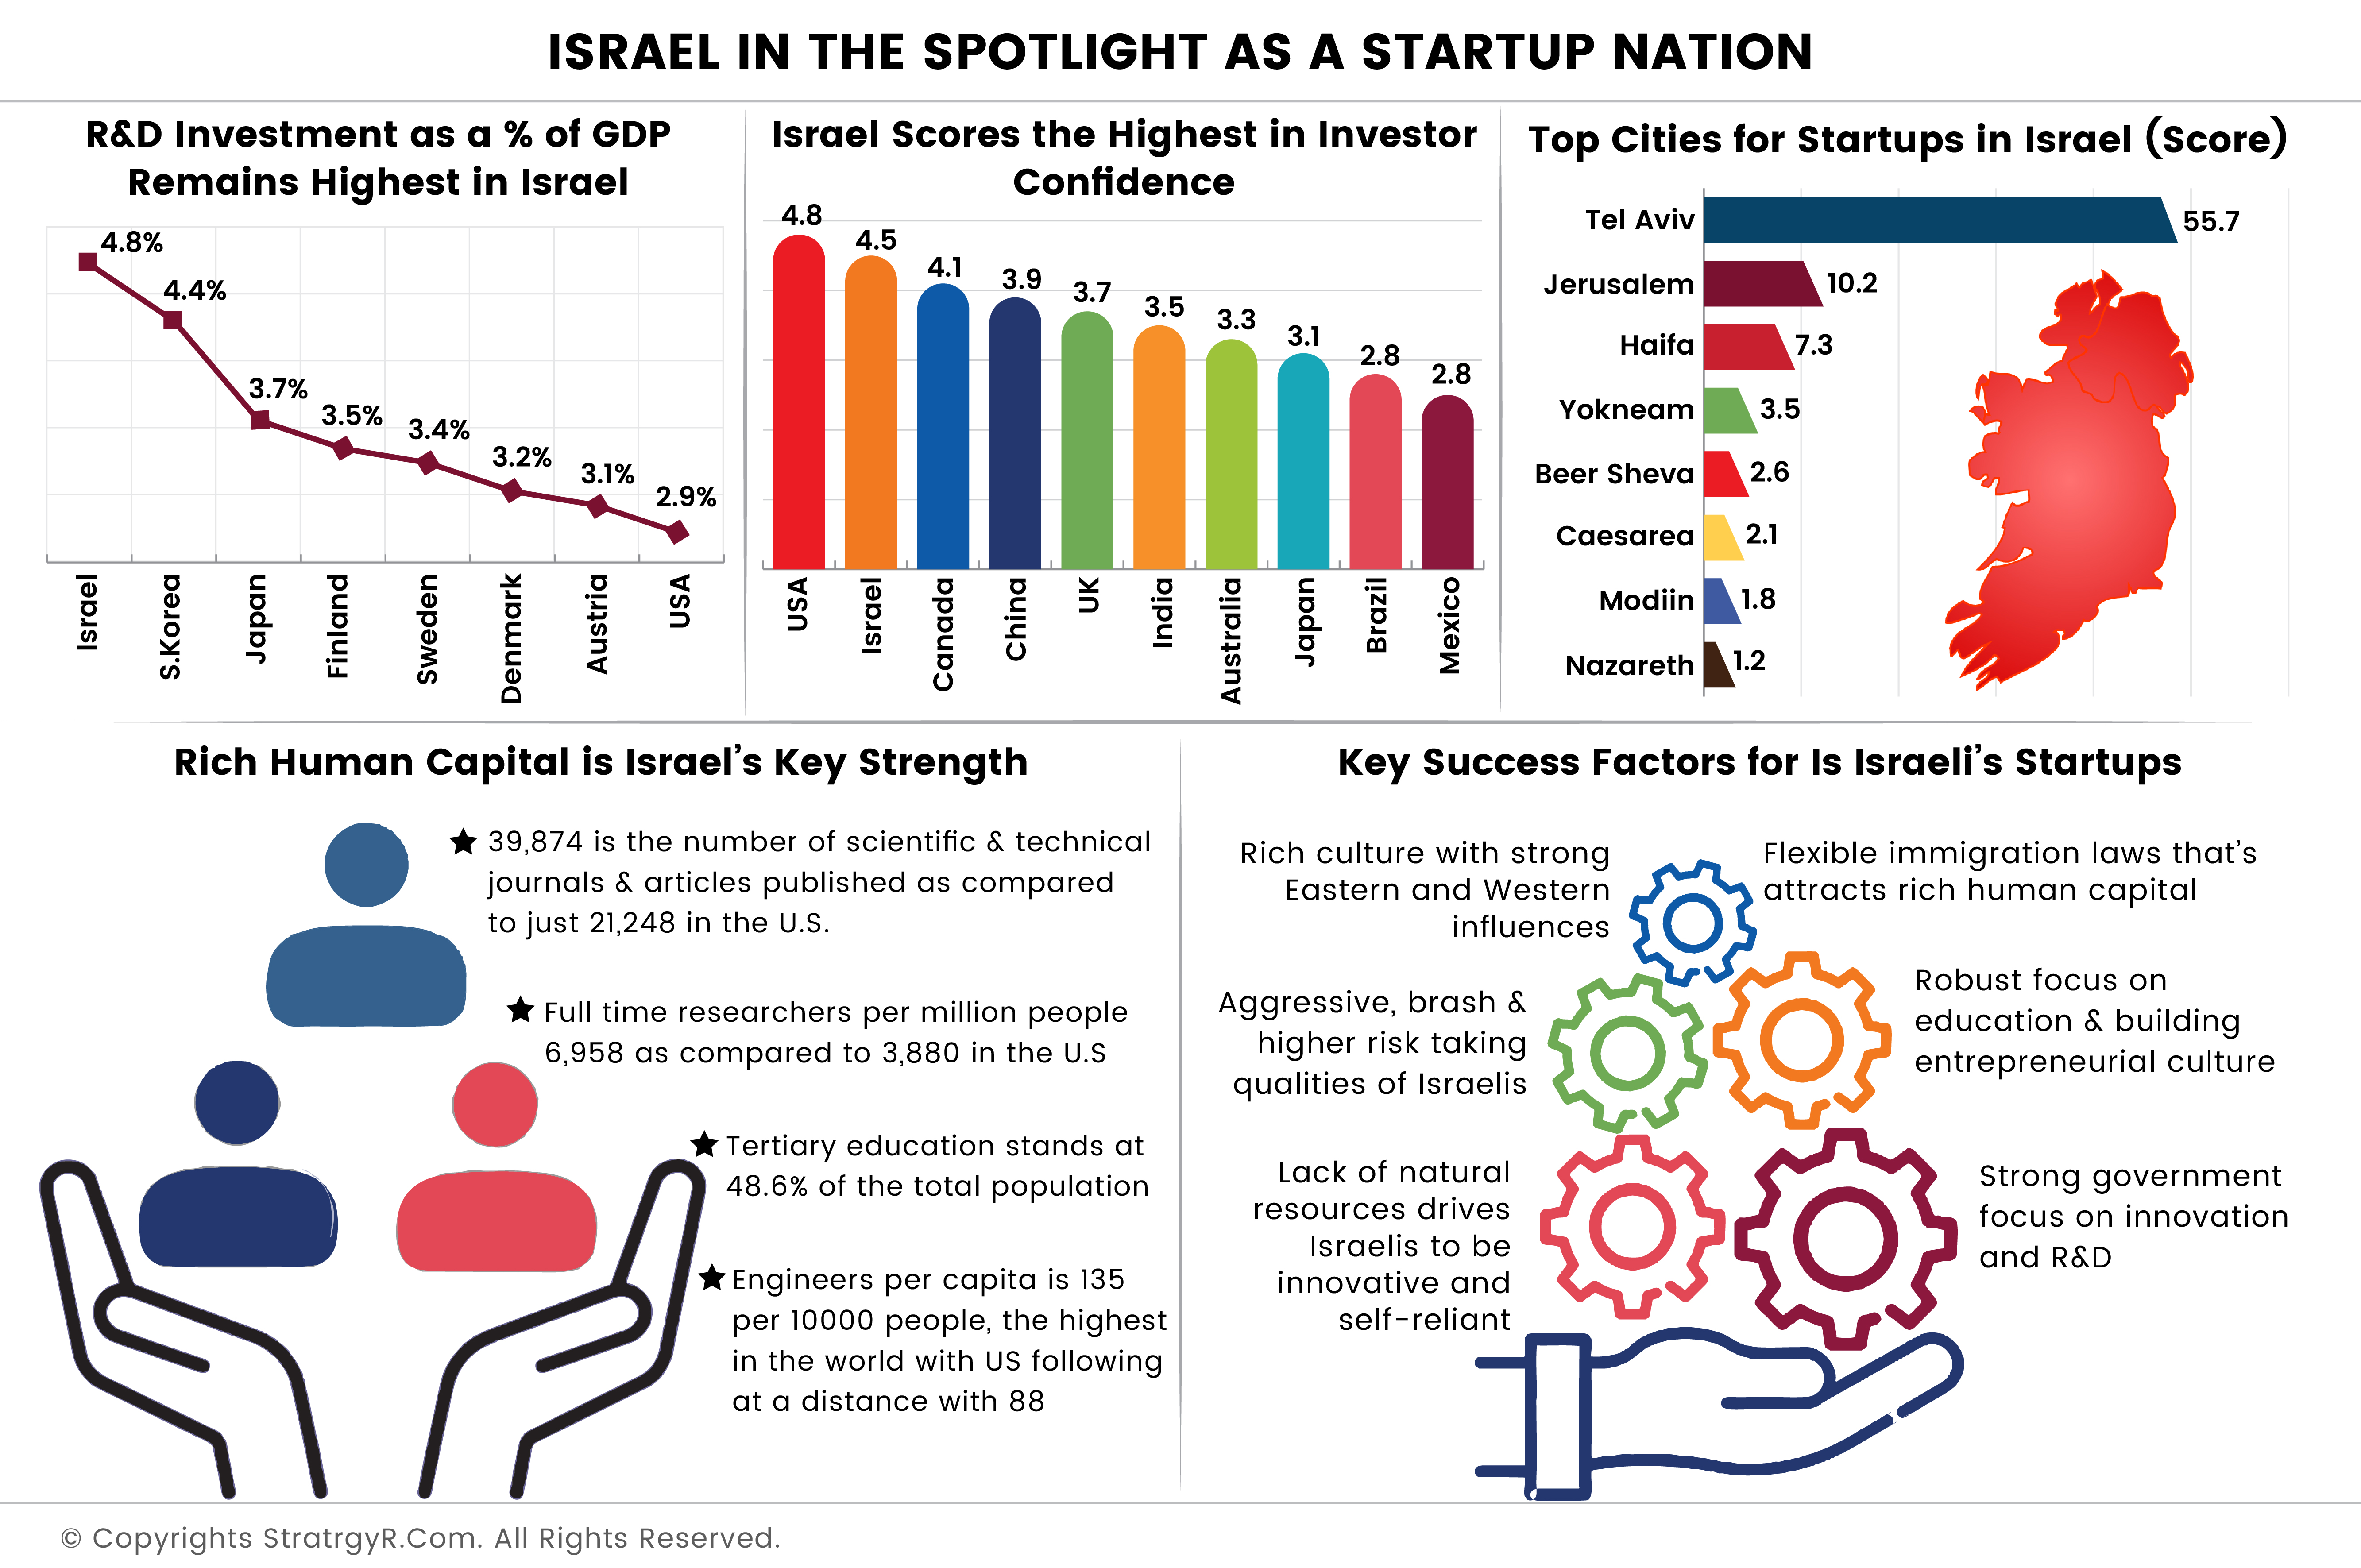 ISRAEL IN THE SPOTLIGHT AS A STARTUP NATION
R&D Investment as a % of GDP
Remains Highest in Israel
4.8%
4.4%
3.7%
3.5%
3.4%
3.2%
3.1%
2.9%
Israel
S.Korea
Japan
Finland
Sweden
Denmark
Austria
USA
Israel Scores the Highest in Investor
Confidence
4.8
4.5
4.1
3.9
3.7
3.5
3.3
3.1
2.8
2.8
USA
Israel
Canada
China
UK
India
Australia
Japan
Brazil
Mexico
Top Cities for Startups in Israel (Score)
Tel Aviv 55.7
Jerusalem 10.2
Haifa 7.3
Yokneam 3.5
Beer Sheva 2.6
Caesarea 2.1
Modiin 1.8
Nazareth 1.2
Rich Human Capital is Israel's Key Strength
39,874 is the number of scientific & technical
journals & articles published as compared
to just 21,248 in the U.S.
Full time researchers per million people
6,958 as compared to 3,880 in the U.S
Tertiary education stands at
48.6% of the total population
Engineers per capita is 135
per 10000 people, the highest
in the world with US following
at a distance with 88
Key Success Factors for Is Israeli's Startups
Rich culture with strong
Eastern and Western
influences
Flexible immigration laws that's
attracts rich human capital
Aggressive, brash &
higher risk taking
qualities of Israelis
Robust focus on
education & building
entrepreneurial culture
Lack of natural
resources drives
Israelis to be
innovative and
self-reliant
Strong government
focus on innovation
and R&D
© Copyrights StratrgyR.Com. All Rights Reserved.